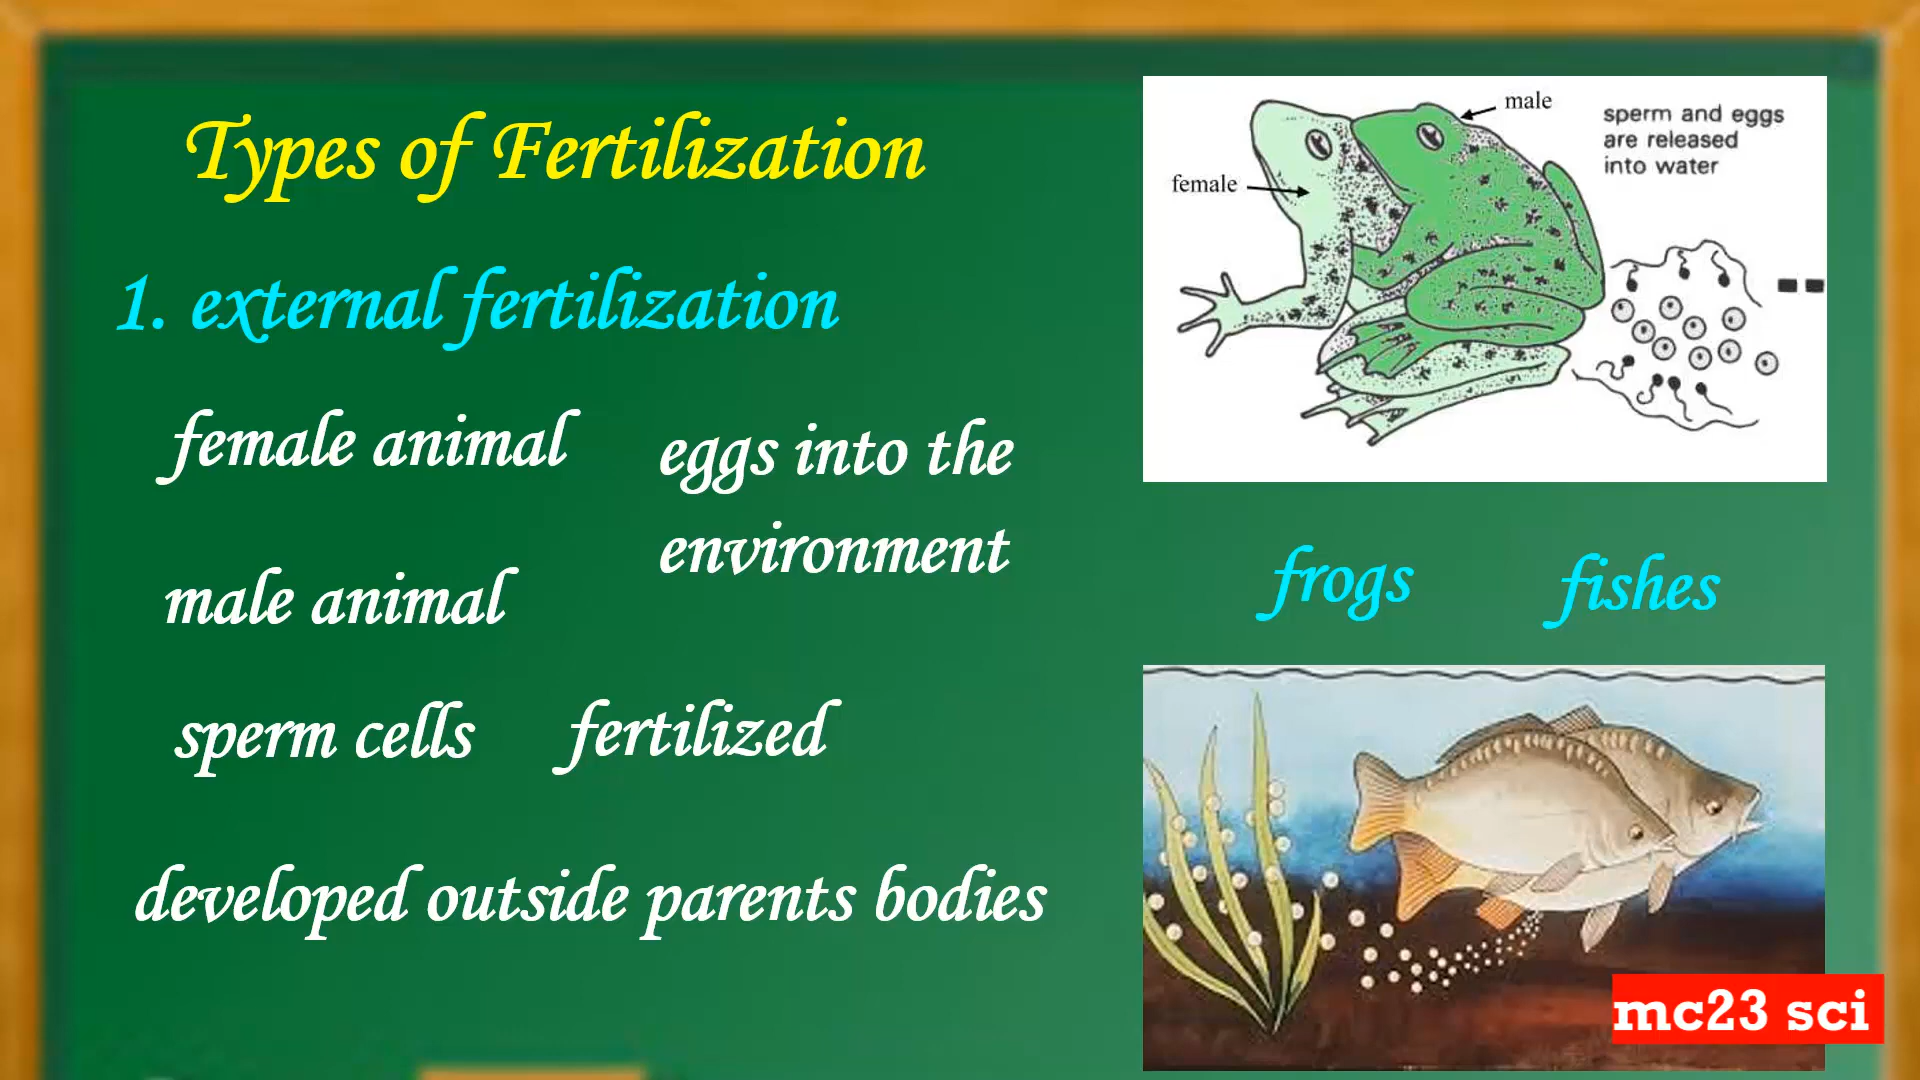 Types of Fertilization
1. external fertilization
female animal
eggs into the
environment
male animal
sperm cells
fertilized
developed outside parents bodies
male
female
sperm and eggs
are released
into water
frogs
fishes
mc23 sci